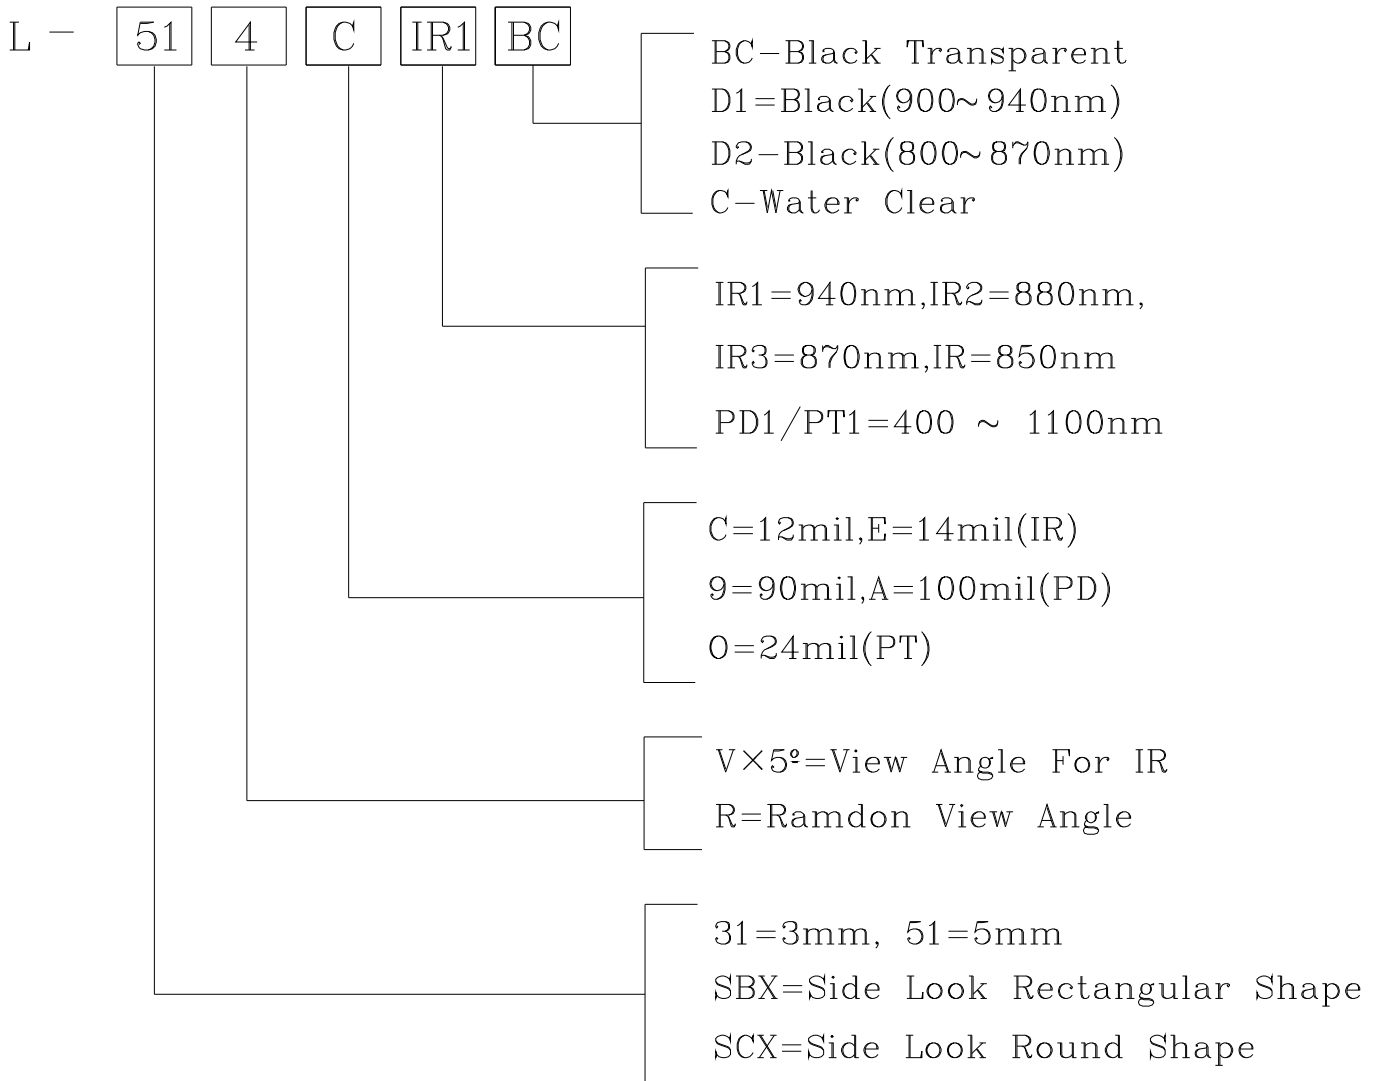 L - 51 4 C IR1 BC
BC-Black Transparent
D1=Black(900~940nm)
D2-Black(800~870nm)
C-Water Clear
IR1=940nm,IR2=880nm,
IR3=870nm,IR=850nm
PD1/PT1=400 ~ 1100nm
C=12mil,E=14mil(IR)
9=90mil,A=100mil(PD)
0=24mil(PT)
V×5º=View Angle For IR
R=Ramdon View Angle
31=3mm, 51=5mm
SBX=Side Look Rectangular Shape
SCX=Side Look Round Shape